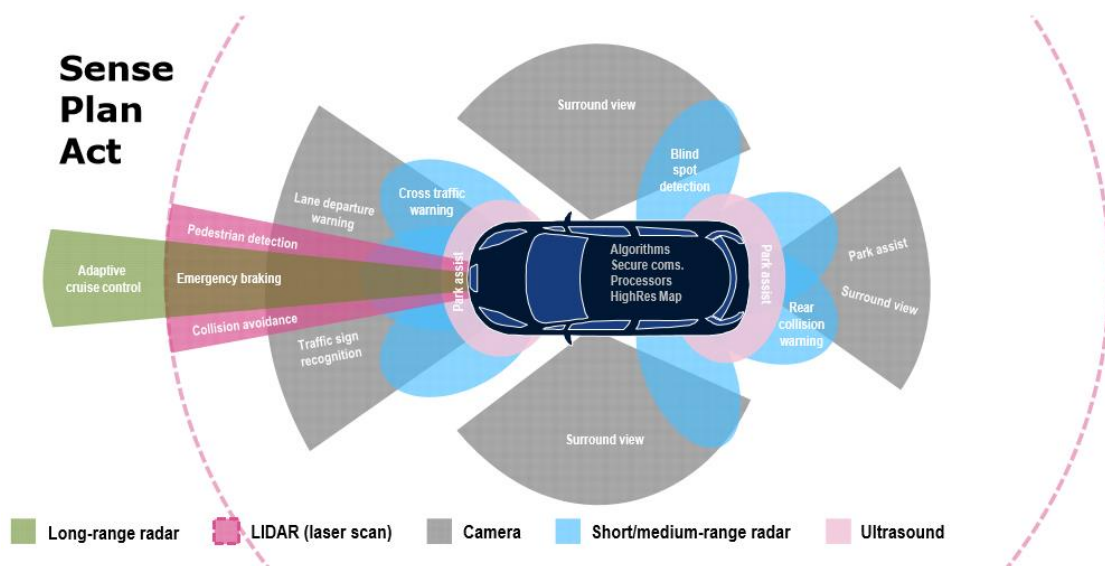 Sense
Plan
Act
Surround view
Blind
spot
detection
Cross traffic
warning
Lane departure
warning
Pedestrian detection
Adaptive
cruise control
Emergency braking
Park assist
Algorithms
Secure coms.
Processors
HighRes Map
Park assist
Park assist
Surround view
Rear
collision
warning
Collision avoidance
Traffic sign
recognition
Surround view
Long-range radar
LIDAR (laser scan)
Camera
Short/medium-range radar
Ultrasound